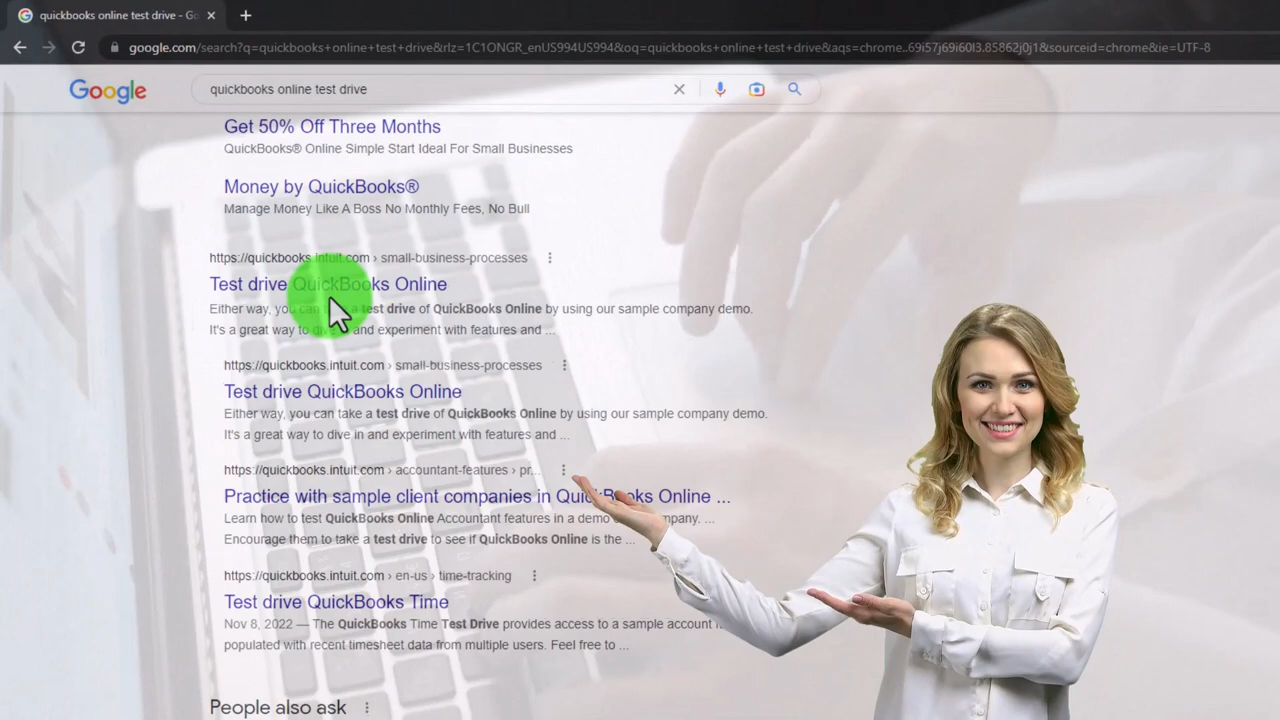 quickbooks online test drive - Go
google.com/search?q=quickbooks+online+test+drive&rlz=1C1ONGR_enUS994US994&oq=quickbooks+online+test+drive&aqs=chrome..69i57j69i60l3.85862j0j1&sourceid=chrome&ie=UTF-8
Google
quickbooks online test drive
Get 50% Off Three Months
QuickBooks® Online Simple Start Ideal For Small Businesses
Money by QuickBooks®
Manage Money Like A Boss No Monthly Fees, No Bull
https://quickbooks.intuit.com › small-business-processes
Test drive QuickBooks Online
Either way, you can a test drive of QuickBooks Online by using our sample company demo.
It's a great way to dive in and experiment with features and ...
https://quickbooks.intuit.com › small-business-processes
Test drive QuickBooks Online
Either way, you can take a test drive of QuickBooks Online by using our sample company demo.
It's a great way to dive in and experiment with features and ...
https://quickbooks.intuit.com › accountant-features › pr...
Practice with sample client companies in QuickBooks Online ...
Learn how to test QuickBooks Online Accountant features in a demo company. ...
Encourage them to take a test drive to see if QuickBooks Online is the ...
https://quickbooks.intuit.com › en-us › time-tracking
Test drive QuickBooks Time
Nov 8, 2022 — The QuickBooks Time Test Drive provides access to a sample account
populated with recent timesheet data from multiple users. Feel free to ...
People also ask